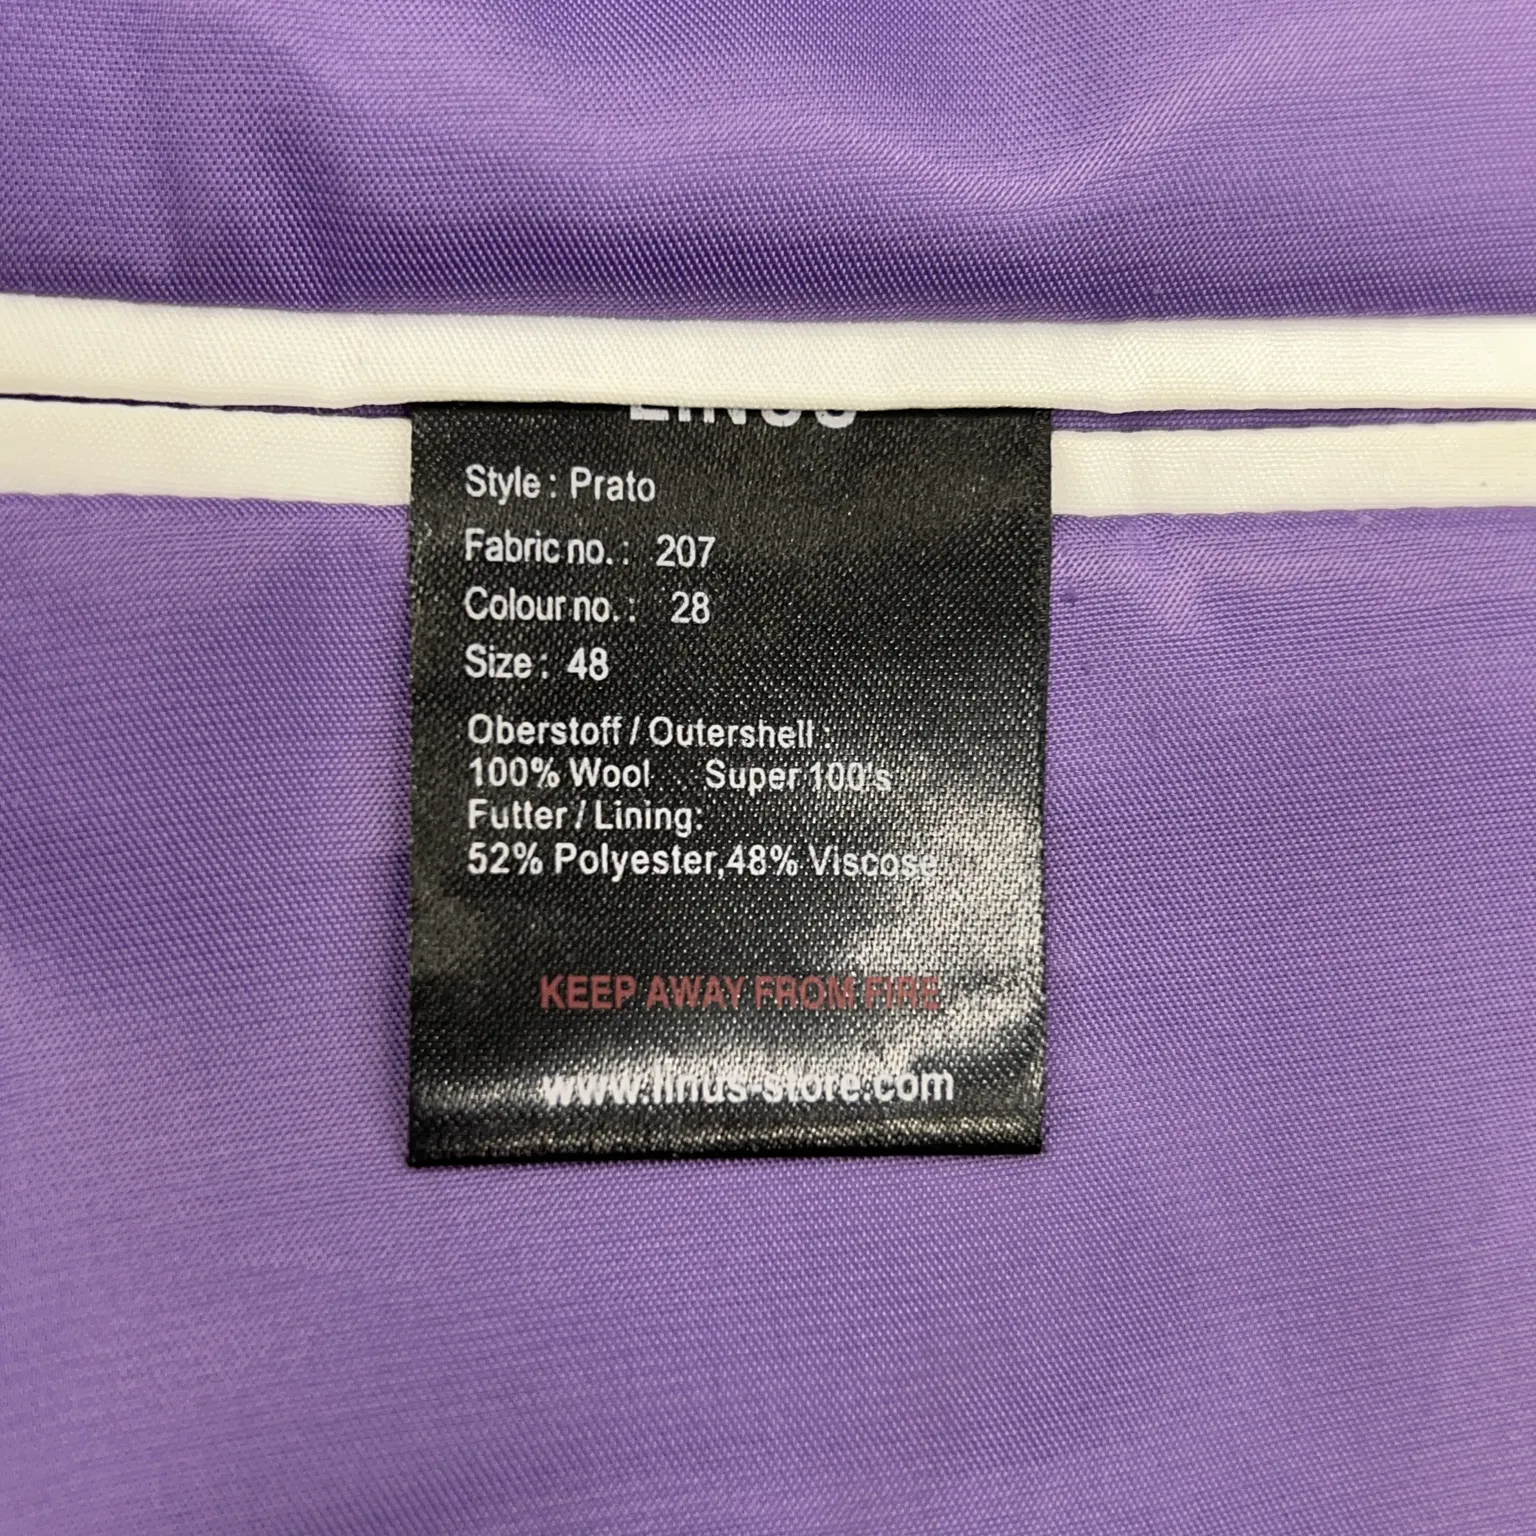 LINUS
Style : Prato
Fabric no. : 207
Colour no. : 28
Size : 48
Oberstoff / Outershell :
100% Wool Super 100's
Futter / Lining:
52% Polyester,48% Viscose
KEEP AWAY FROM FIRE
www.linus-store.com